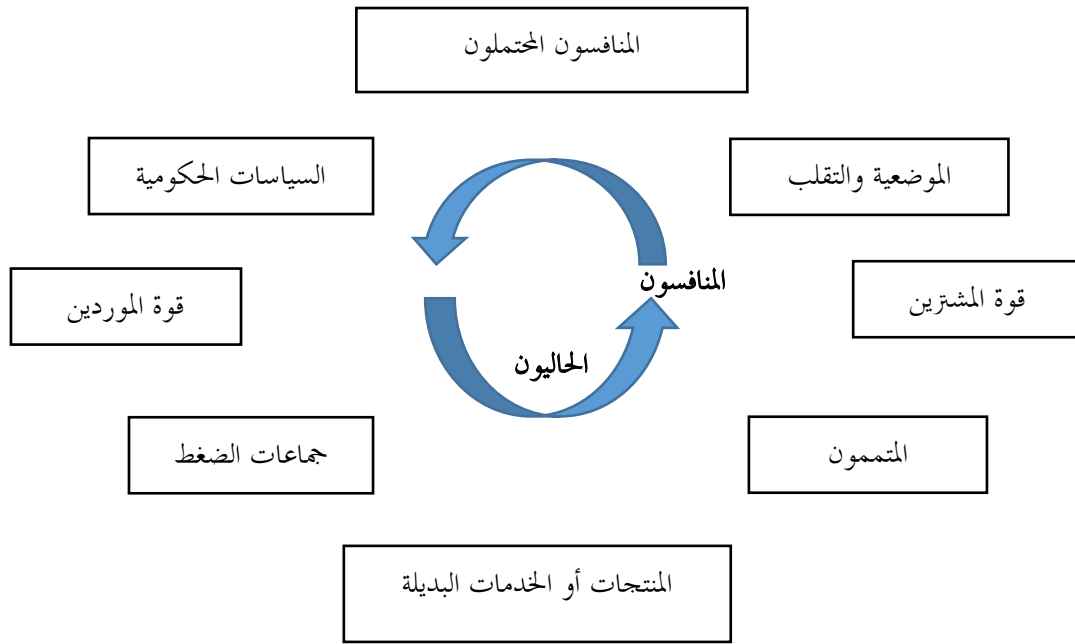 المنافسون المحتملون
الموضعية والتقلب
السياسات الحكومية
قوة المشترين
المنافسون
قوة الموردين
الحاليون
المتممون
جماعات الضغط
المنتجات أو الخدمات البديلة